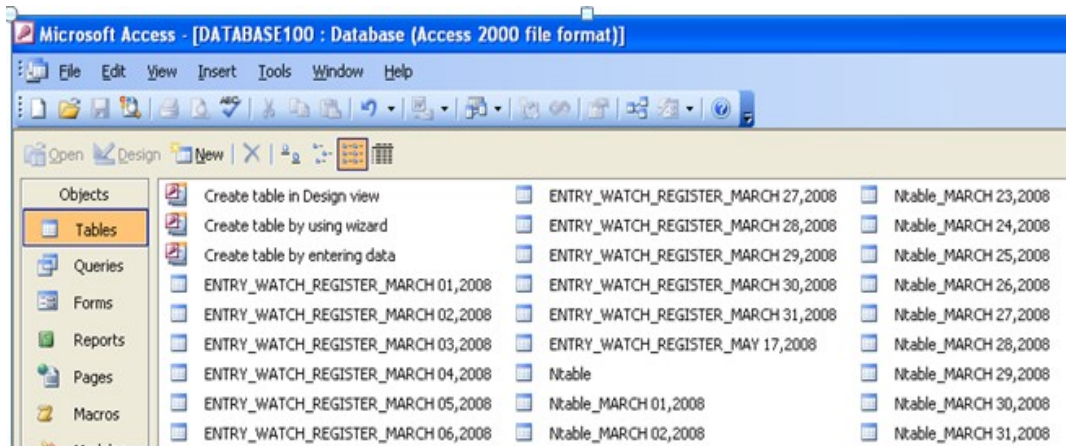 Microsoft Access - [DATABASE100 : Database (Access 2000 file format)]
File Edit View Insert Tools Window Help
Open Design New
Objects
Tables
Queries
Forms
Reports
Pages
Macros
Create table in Design view
Create table by using wizard
Create table by entering data
ENTRY_WATCH_REGISTER_MARCH 01,2008
ENTRY_WATCH_REGISTER_MARCH 02,2008
ENTRY_WATCH_REGISTER_MARCH 03,2008
ENTRY_WATCH_REGISTER_MARCH 04,2008
ENTRY_WATCH_REGISTER_MARCH 05,2008
ENTRY_WATCH_REGISTER_MARCH 06,2008
ENTRY_WATCH_REGISTER_MARCH 27,2008
ENTRY_WATCH_REGISTER_MARCH 28,2008
ENTRY_WATCH_REGISTER_MARCH 29,2008
ENTRY_WATCH_REGISTER_MARCH 30,2008
ENTRY_WATCH_REGISTER_MARCH 31,2008
ENTRY_WATCH_REGISTER_MAY 17,2008
Ntable
Ntable_MARCH 01,2008
Ntable_MARCH 02,2008
Ntable_MARCH 23,2008
Ntable_MARCH 24,2008
Ntable_MARCH 25,2008
Ntable_MARCH 26,2008
Ntable_MARCH 27,2008
Ntable_MARCH 28,2008
Ntable_MARCH 29,2008
Ntable_MARCH 30,2008
Ntable_MARCH 31,2008